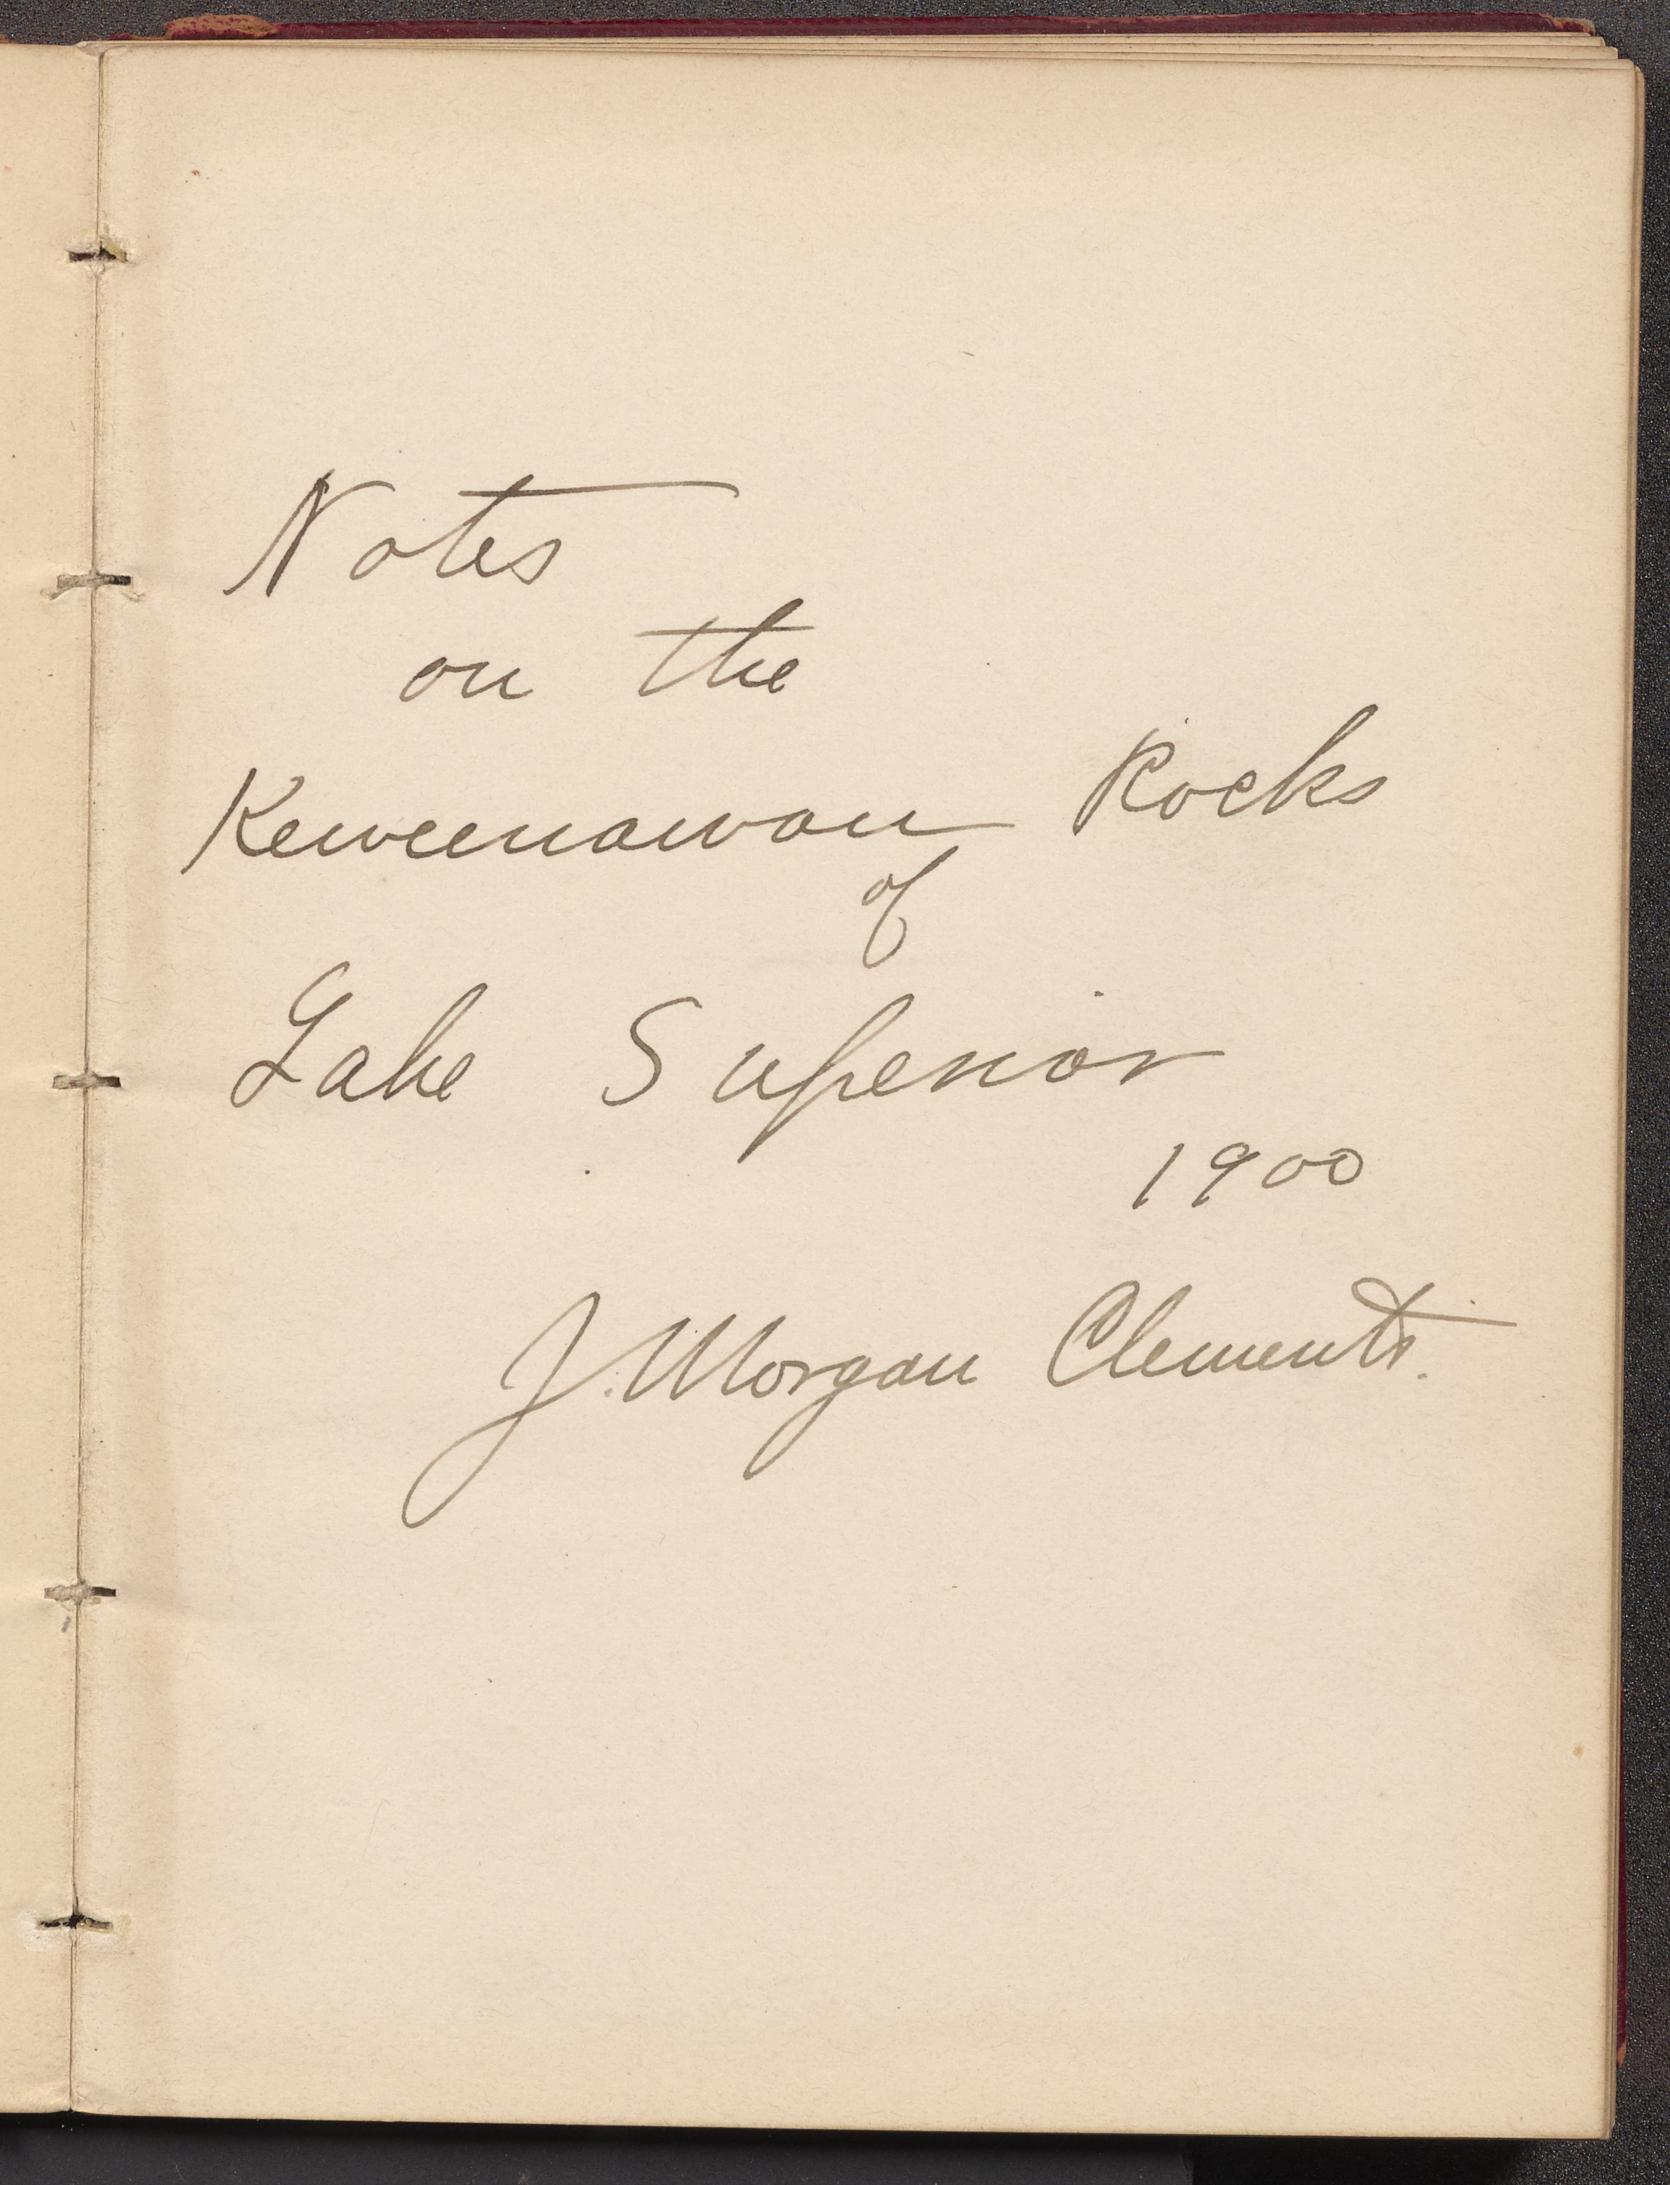 Notes
on the
Keweenawan Rocks
of
Lake Superior
1900
J. Morgan Clements.